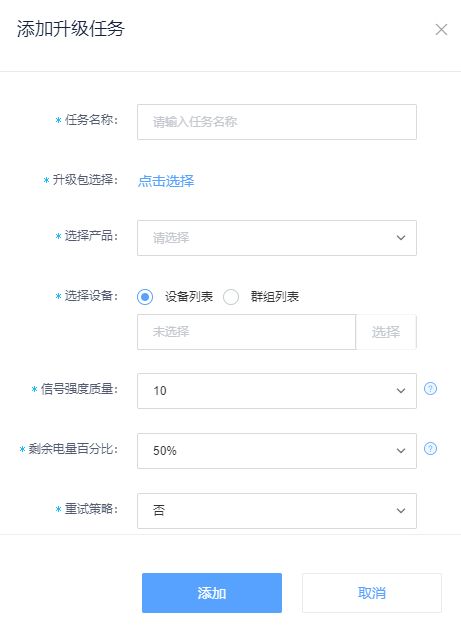 添加升级任务
* 任务名称: 请输入任务名称
* 升级包选择: 点击选择
* 选择产品: 请选择
* 选择设备: 设备列表 群组列表
未选择 选择
* 信号强度质量: 10 ?
* 剩余电量百分比: 50% ?
* 重试策略: 否
添加 取消